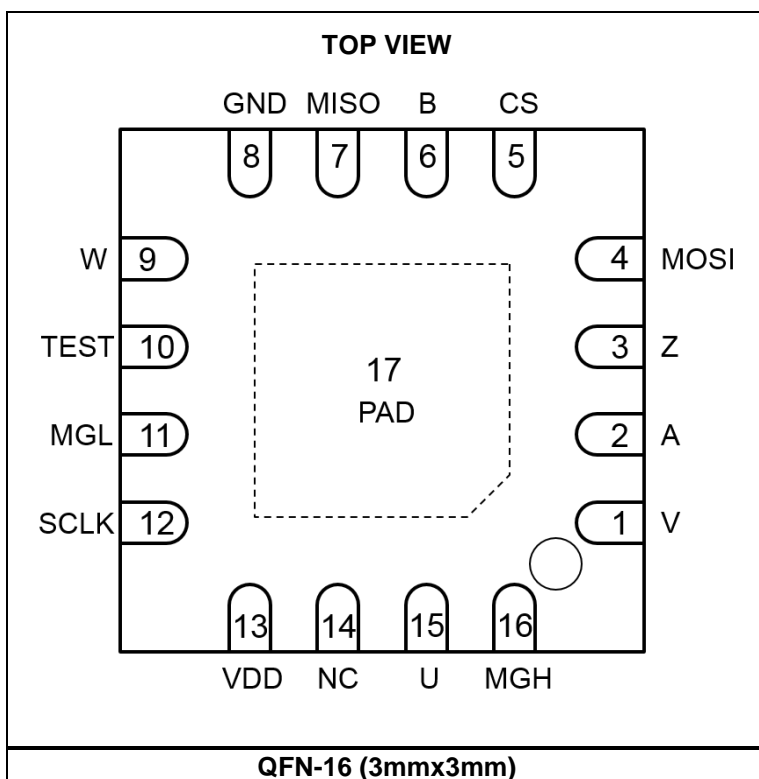 TOP VIEW
GND MISO B CS
8 7 6 5
W 9 4 MOSI
TEST 10 3 Z
17
PAD
MGL 11 2 A
SCLK 12 1 V
13 14 15 16
VDD NC U MGH
QFN-16 (3mmx3mm)